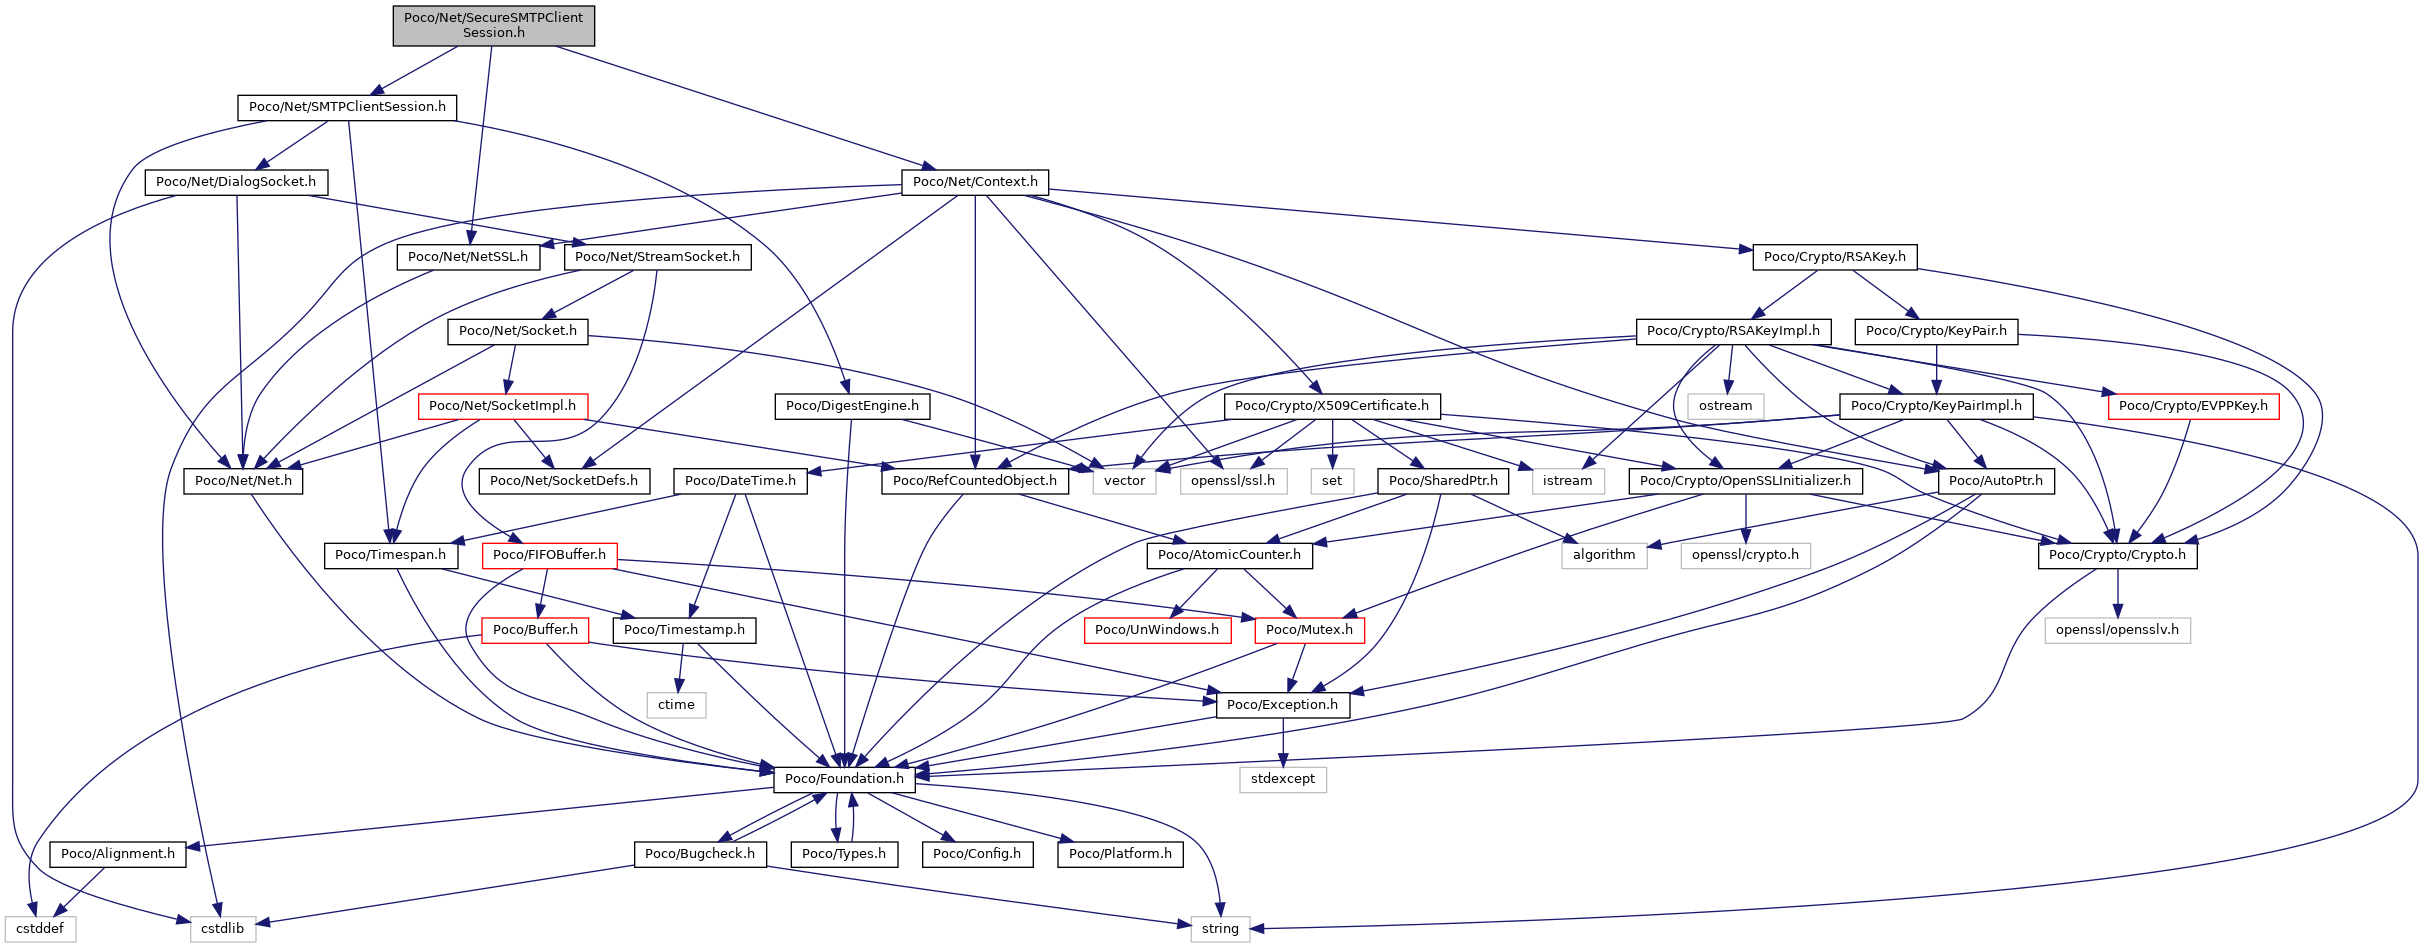 Poco/Net/SecureSMTPClient
Session.h
Poco/Net/SMTPClientSession.h
Poco/Net/DialogSocket.h
Poco/Net/Context.h
Poco/Net/NetSSL.h
Poco/Net/StreamSocket.h
Poco/Crypto/RSAKey.h
Poco/Net/Socket.h
Poco/Crypto/RSAKeyImpl.h
Poco/Crypto/KeyPair.h
Poco/Net/SocketImpl.h
Poco/DigestEngine.h
Poco/Crypto/X509Certificate.h
ostream
Poco/Crypto/KeyPairImpl.h
Poco/Crypto/EVPPKey.h
Poco/Net/Net.h
Poco/Net/SocketDefs.h
Poco/DateTime.h
Poco/RefCountedObject.h
vector
openssl/ssl.h
set
Poco/SharedPtr.h
istream
Poco/Crypto/OpenSSLInitializer.h
Poco/AutoPtr.h
Poco/Timespan.h
Poco/FIFOBuffer.h
Poco/AtomicCounter.h
algorithm
openssl/crypto.h
Poco/Crypto/Crypto.h
Poco/Buffer.h
Poco/Timestamp.h
Poco/UnWindows.h
Poco/Mutex.h
openssl/opensslv.h
ctime
Poco/Exception.h
Poco/Foundation.h
stdexcept
Poco/Alignment.h
Poco/Bugcheck.h
Poco/Types.h
Poco/Config.h
Poco/Platform.h
cstddef
cstdlib
string